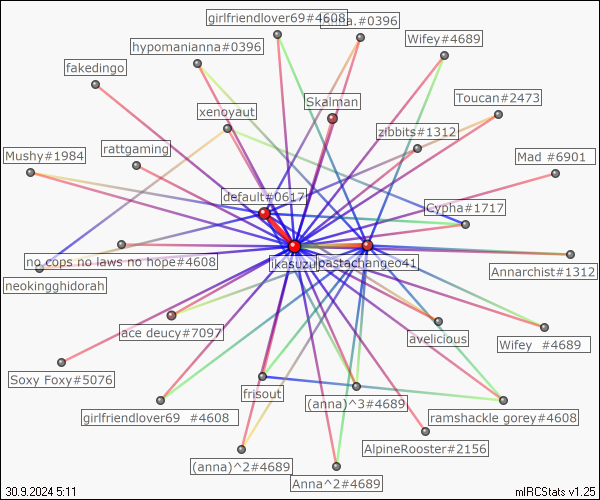 girlfriendlover69#4608
a.#0396
hypomanianna#0396
Wifey#4689
fakedingo
Skalman
Toucan#2473
xenoyaut
zibbits#1312
rattgaming
Mushy#1984
Mad #6901
default#0617
Cypha#1717
no cops no laws no hope#4608
ikasuzu
pastachangeo41
Annarchist#1312
neokingghidorah
ace deucy#7097
avelicious
Wifey #4689
Soxy Foxy#5076
frisout
(anna)^3#4689
girlfriendlover69 #4608
ramshackle gorey#4608
AlpineRooster#2156
(anna)^2#4689
Anna^2#4689
30.9.2024 5:11
mIRCStats v1.25